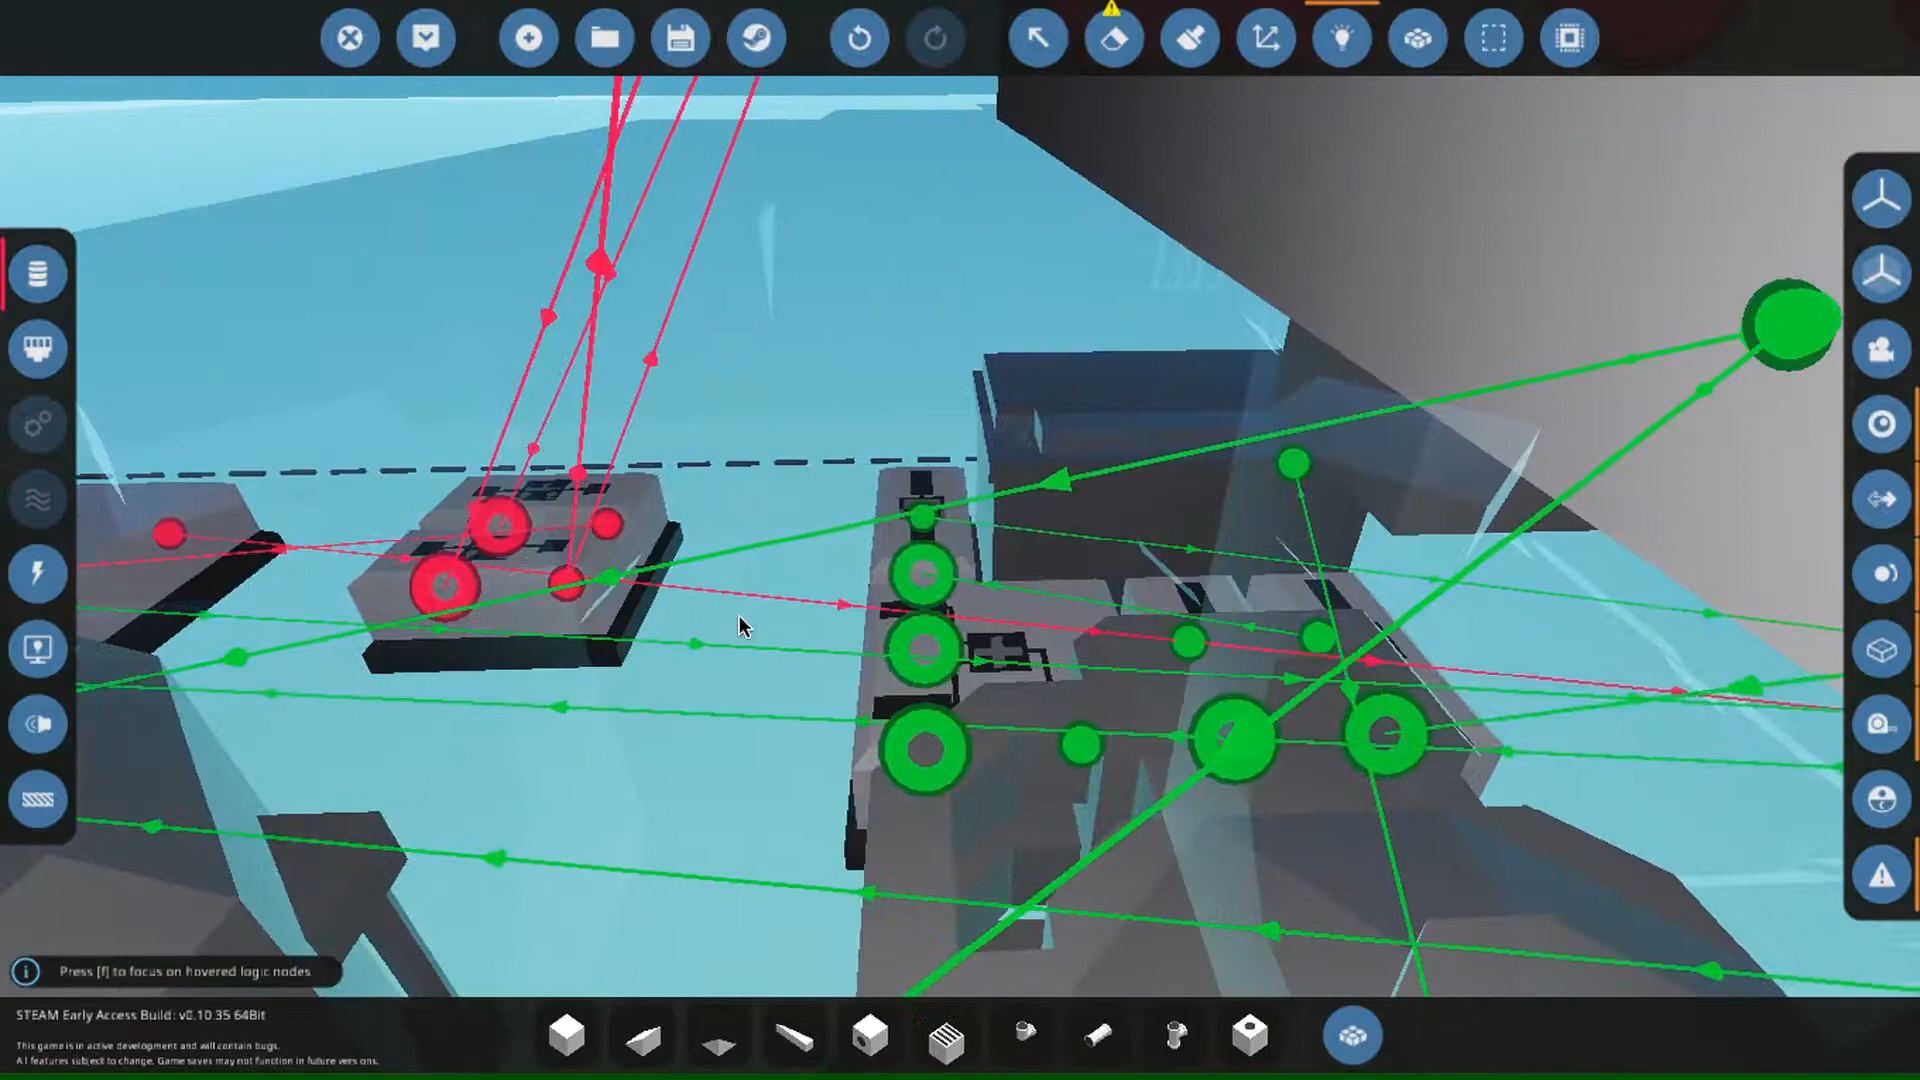 Press [f] to focus on hovered logic nodes
STEAM Early Access Build: v0.10.35 64Bit
This game is in active development and will contain bugs.
All features subject to change. Game saves may not function in future versions.